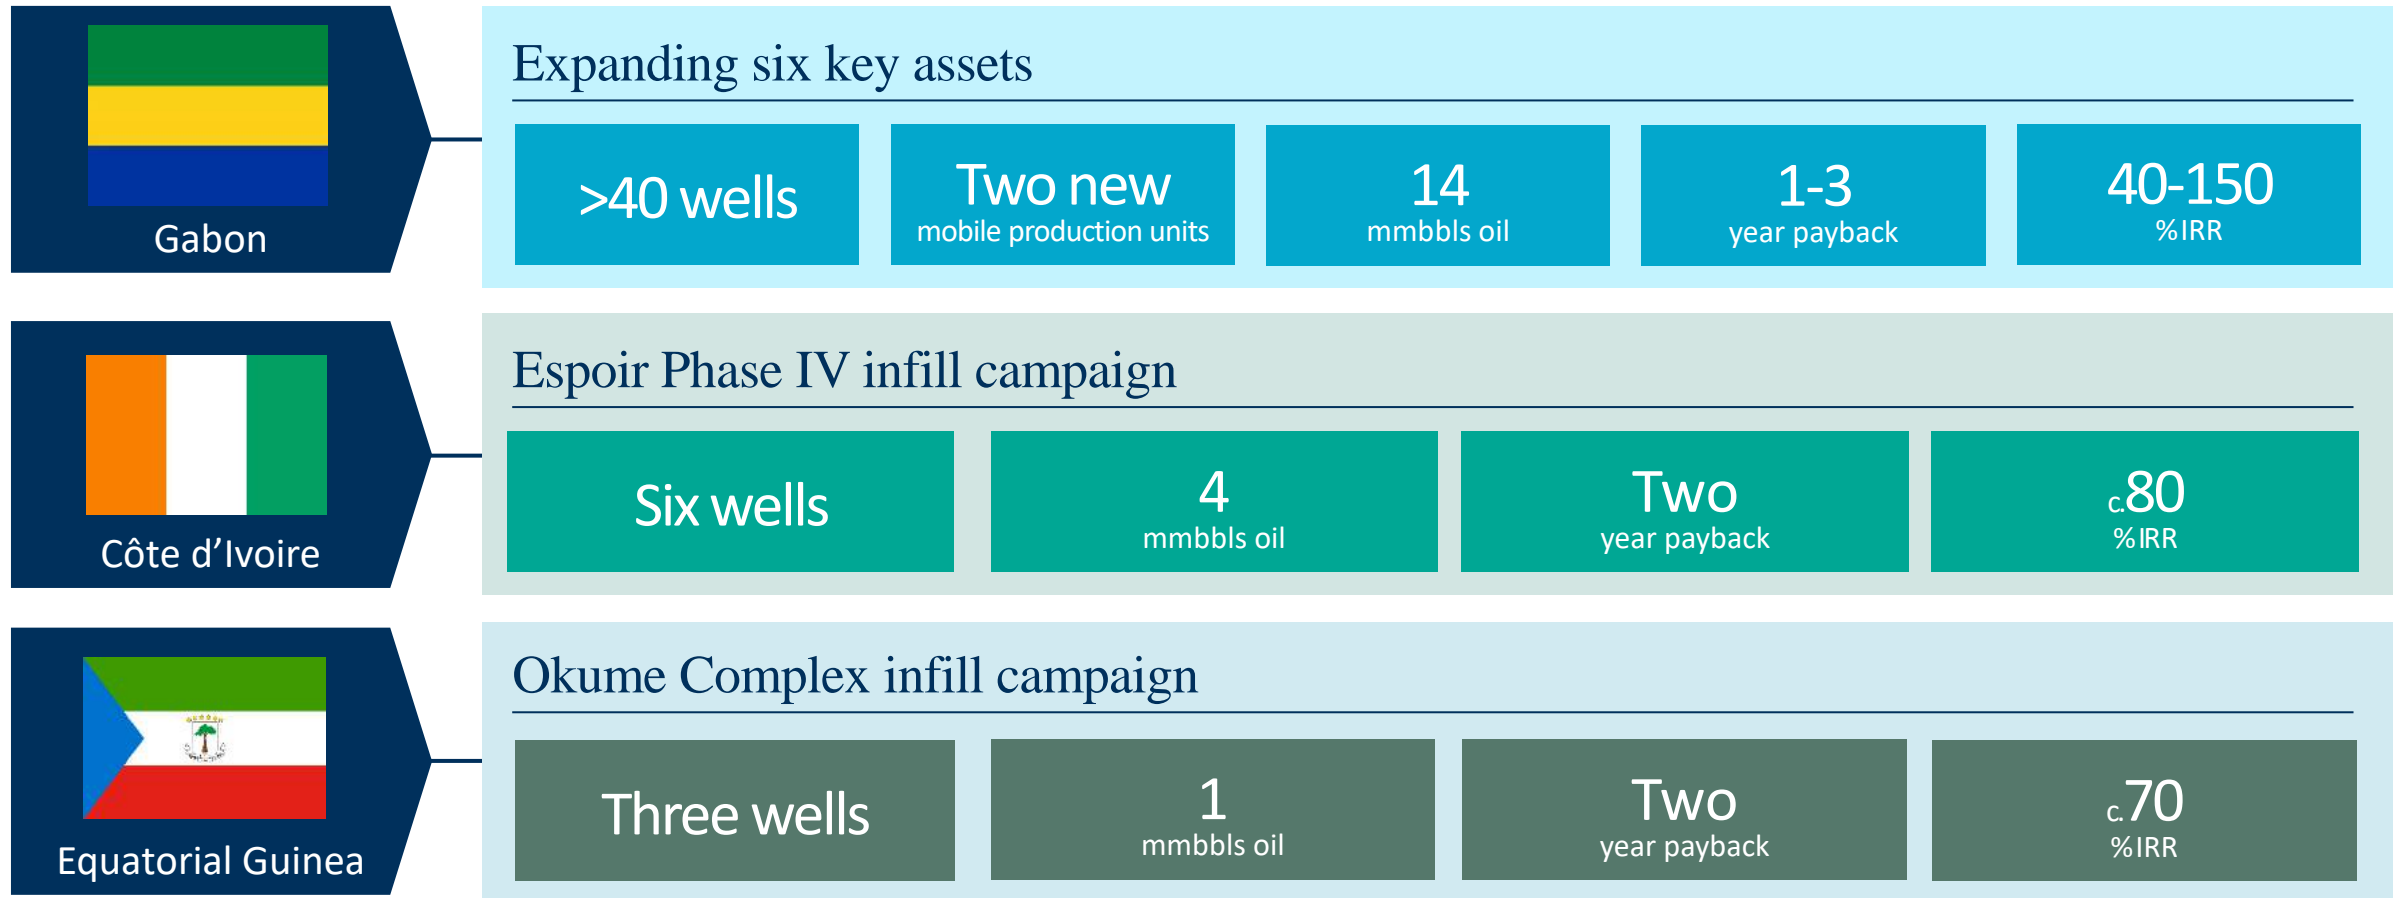 Gabon
Expanding six key assets
>40 wells
Two new
mobile production units
14
mmbbls oil
1-3
year payback
40-150
%IRR
Côte d’Ivoire
Espoir Phase IV infill campaign
Six wells
4
mmbbls oil
Two
year payback
c.80
%IRR
Equatorial Guinea
Okume Complex infill campaign
Three wells
1
mmbbls oil
Two
year payback
c.70
%IRR